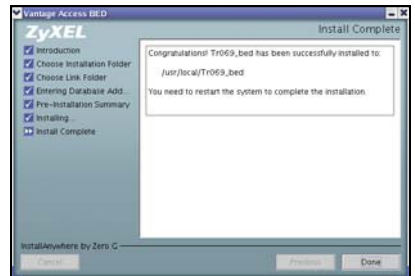 Vantage Access BED
ZyXEL
Install Complete
Introduction
Choose Installation Folder
Choose Link Folder
Entering Database Add...
Pre-Installation Summary
Installing...
Install Complete
Congratulations! Tr069_bed has been successfully installed to:
/usr/local/Tr069_bed
You need to restart the system to complete the installation.
InstallAnywhere by Zero G
Cancel
Previous
Done